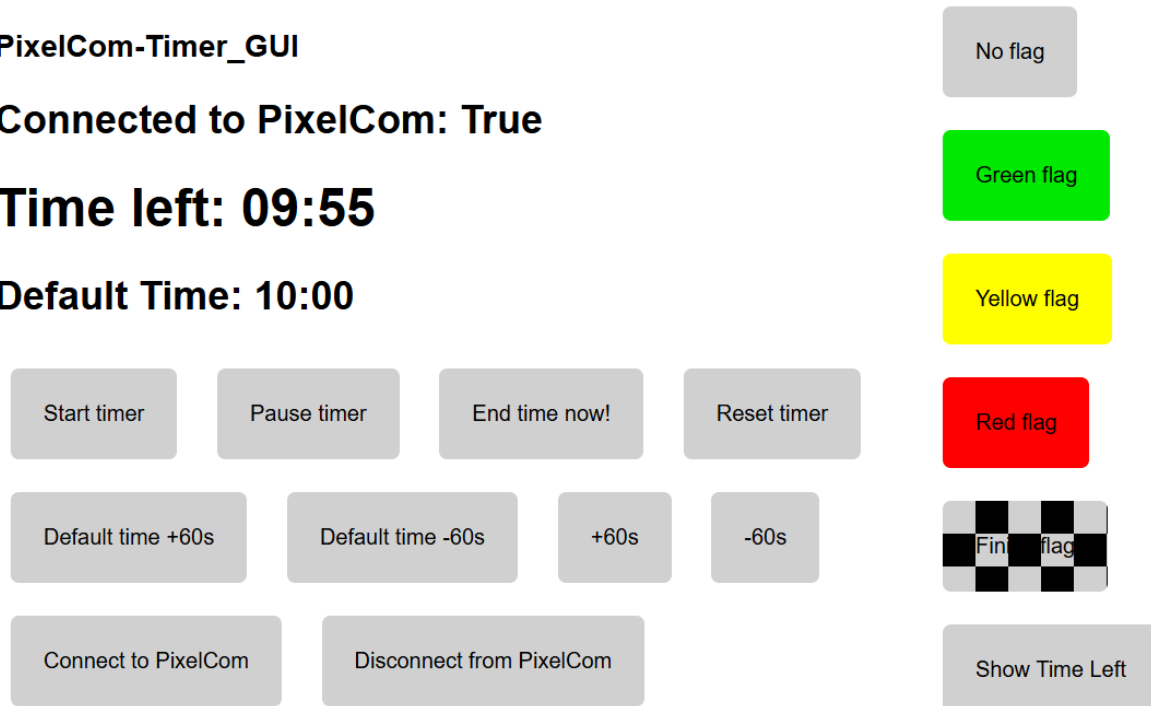 PixelCom-Timer_GUI
Connected to PixelCom: True
Time left: 09:55
Default Time: 10:00
Start timer
Pause timer
End time now!
Reset timer
Default time +60s
Default time -60s
+60s
-60s
Connect to PixelCom
Disconnect from PixelCom
No flag
Green flag
Yellow flag
Red flag
Finish flag
Show Time Left